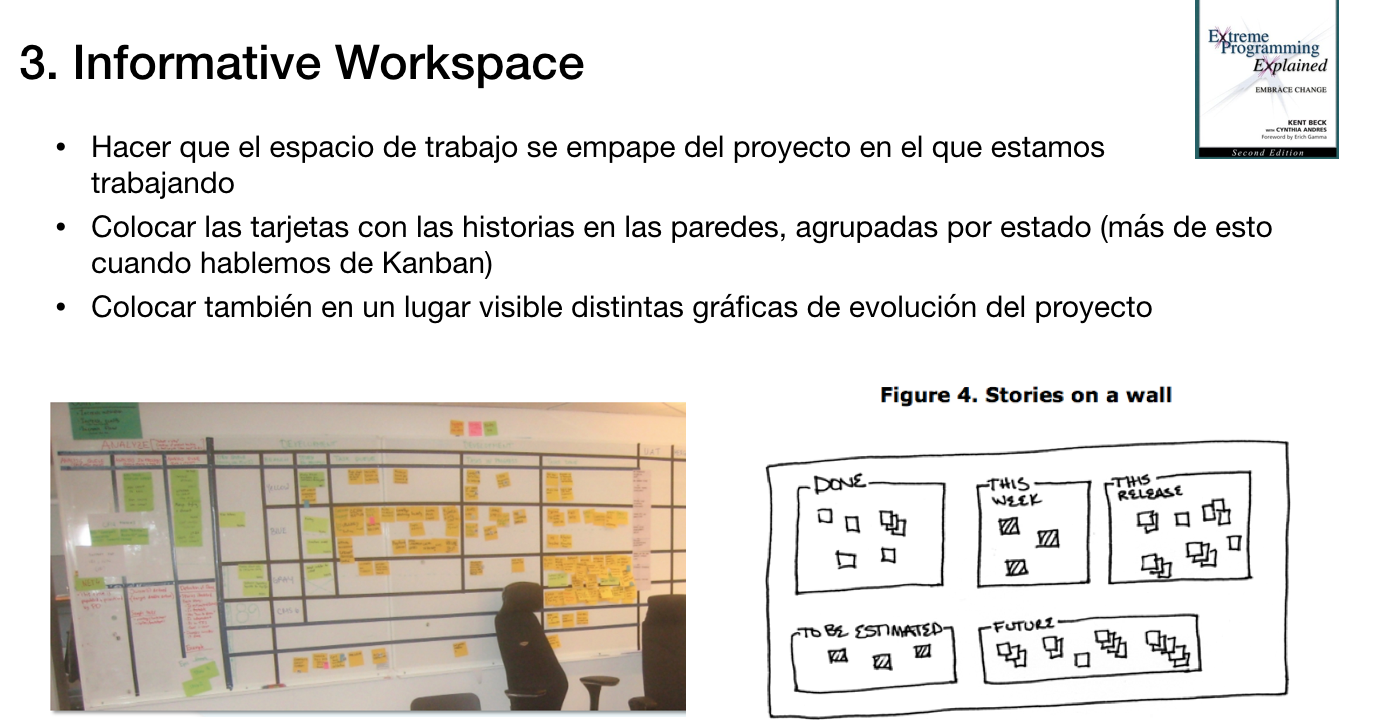 3. Informative Workspace
Extreme
Programming
Explained
EMBRACE CHANGE
KENT BECK
WITH CYNTHIA ANDRES
Foreword by Erich Gamma
Second Edition
• Hacer que el espacio de trabajo se empape del proyecto en el que estamos
trabajando
• Colocar las tarjetas con las historias en las paredes, agrupadas por estado (más de esto
cuando hablemos de Kanban)
• Colocar también en un lugar visible distintas gráficas de evolución del proyecto
DEVELOPMENT
Figure 4. Stories on a wall
DONE
THIS
WEEK
THIS
RELEASE
TO BE ESTIMATED
FUTURE